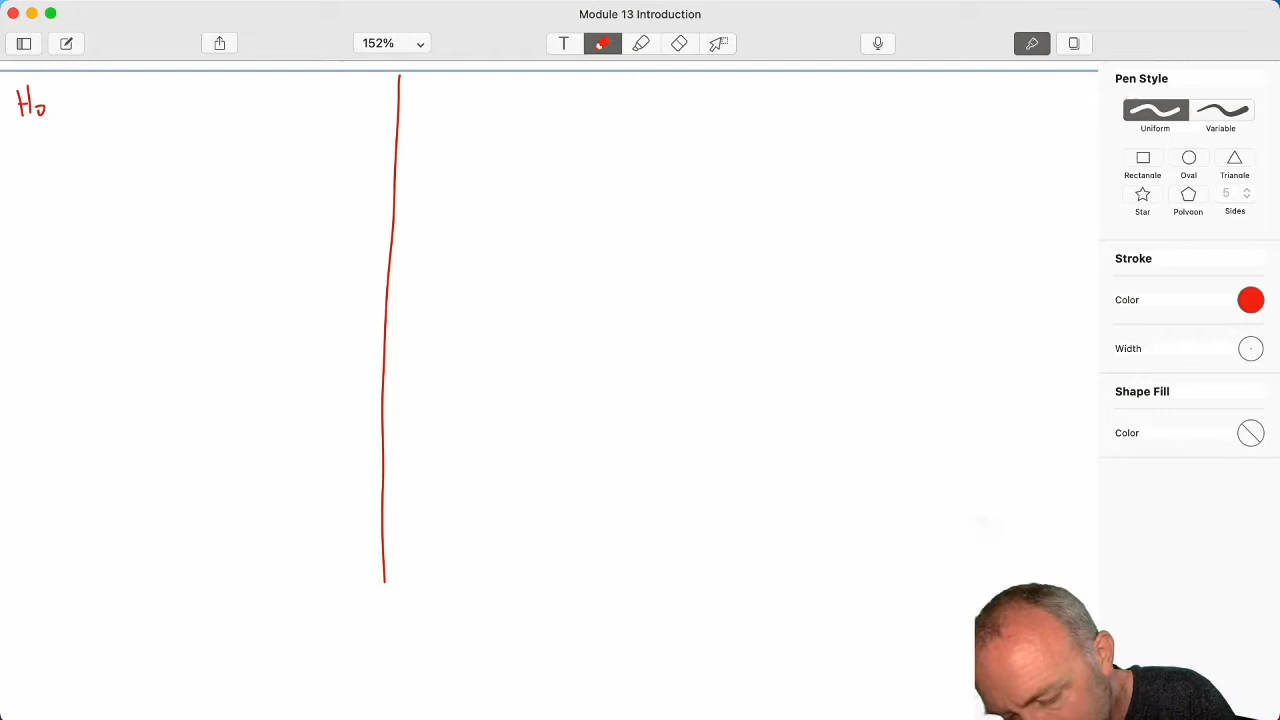 Module 13 Introduction
152%
T
Pen Style
Uniform
Variable
Rectangle
Oval
Triangle
5
Star
Polygon
Sides
Stroke
Color
Width
Shape Fill
Color
Ho